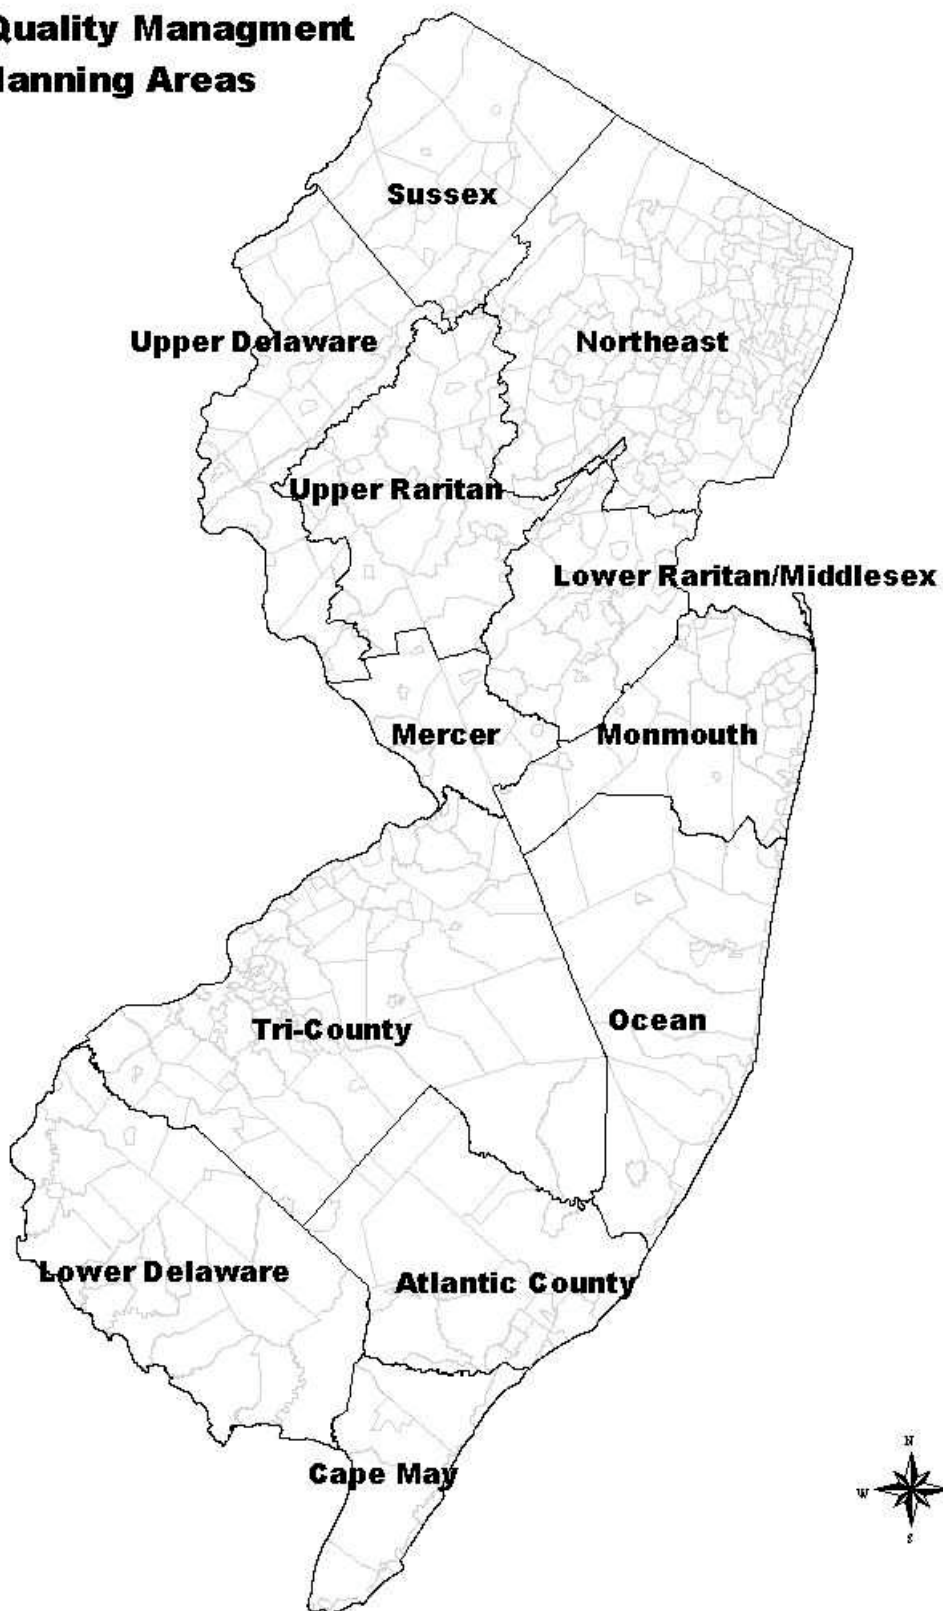 Quality Managment
lanning Areas
Sussex
Upper Delaware
Northeast
Upper Raritan
Lower Raritan/Middlesex
Mercer
Monmouth
Tri-County
Ocean
Lower Delaware
Atlantic County
Cape May
N
W
S